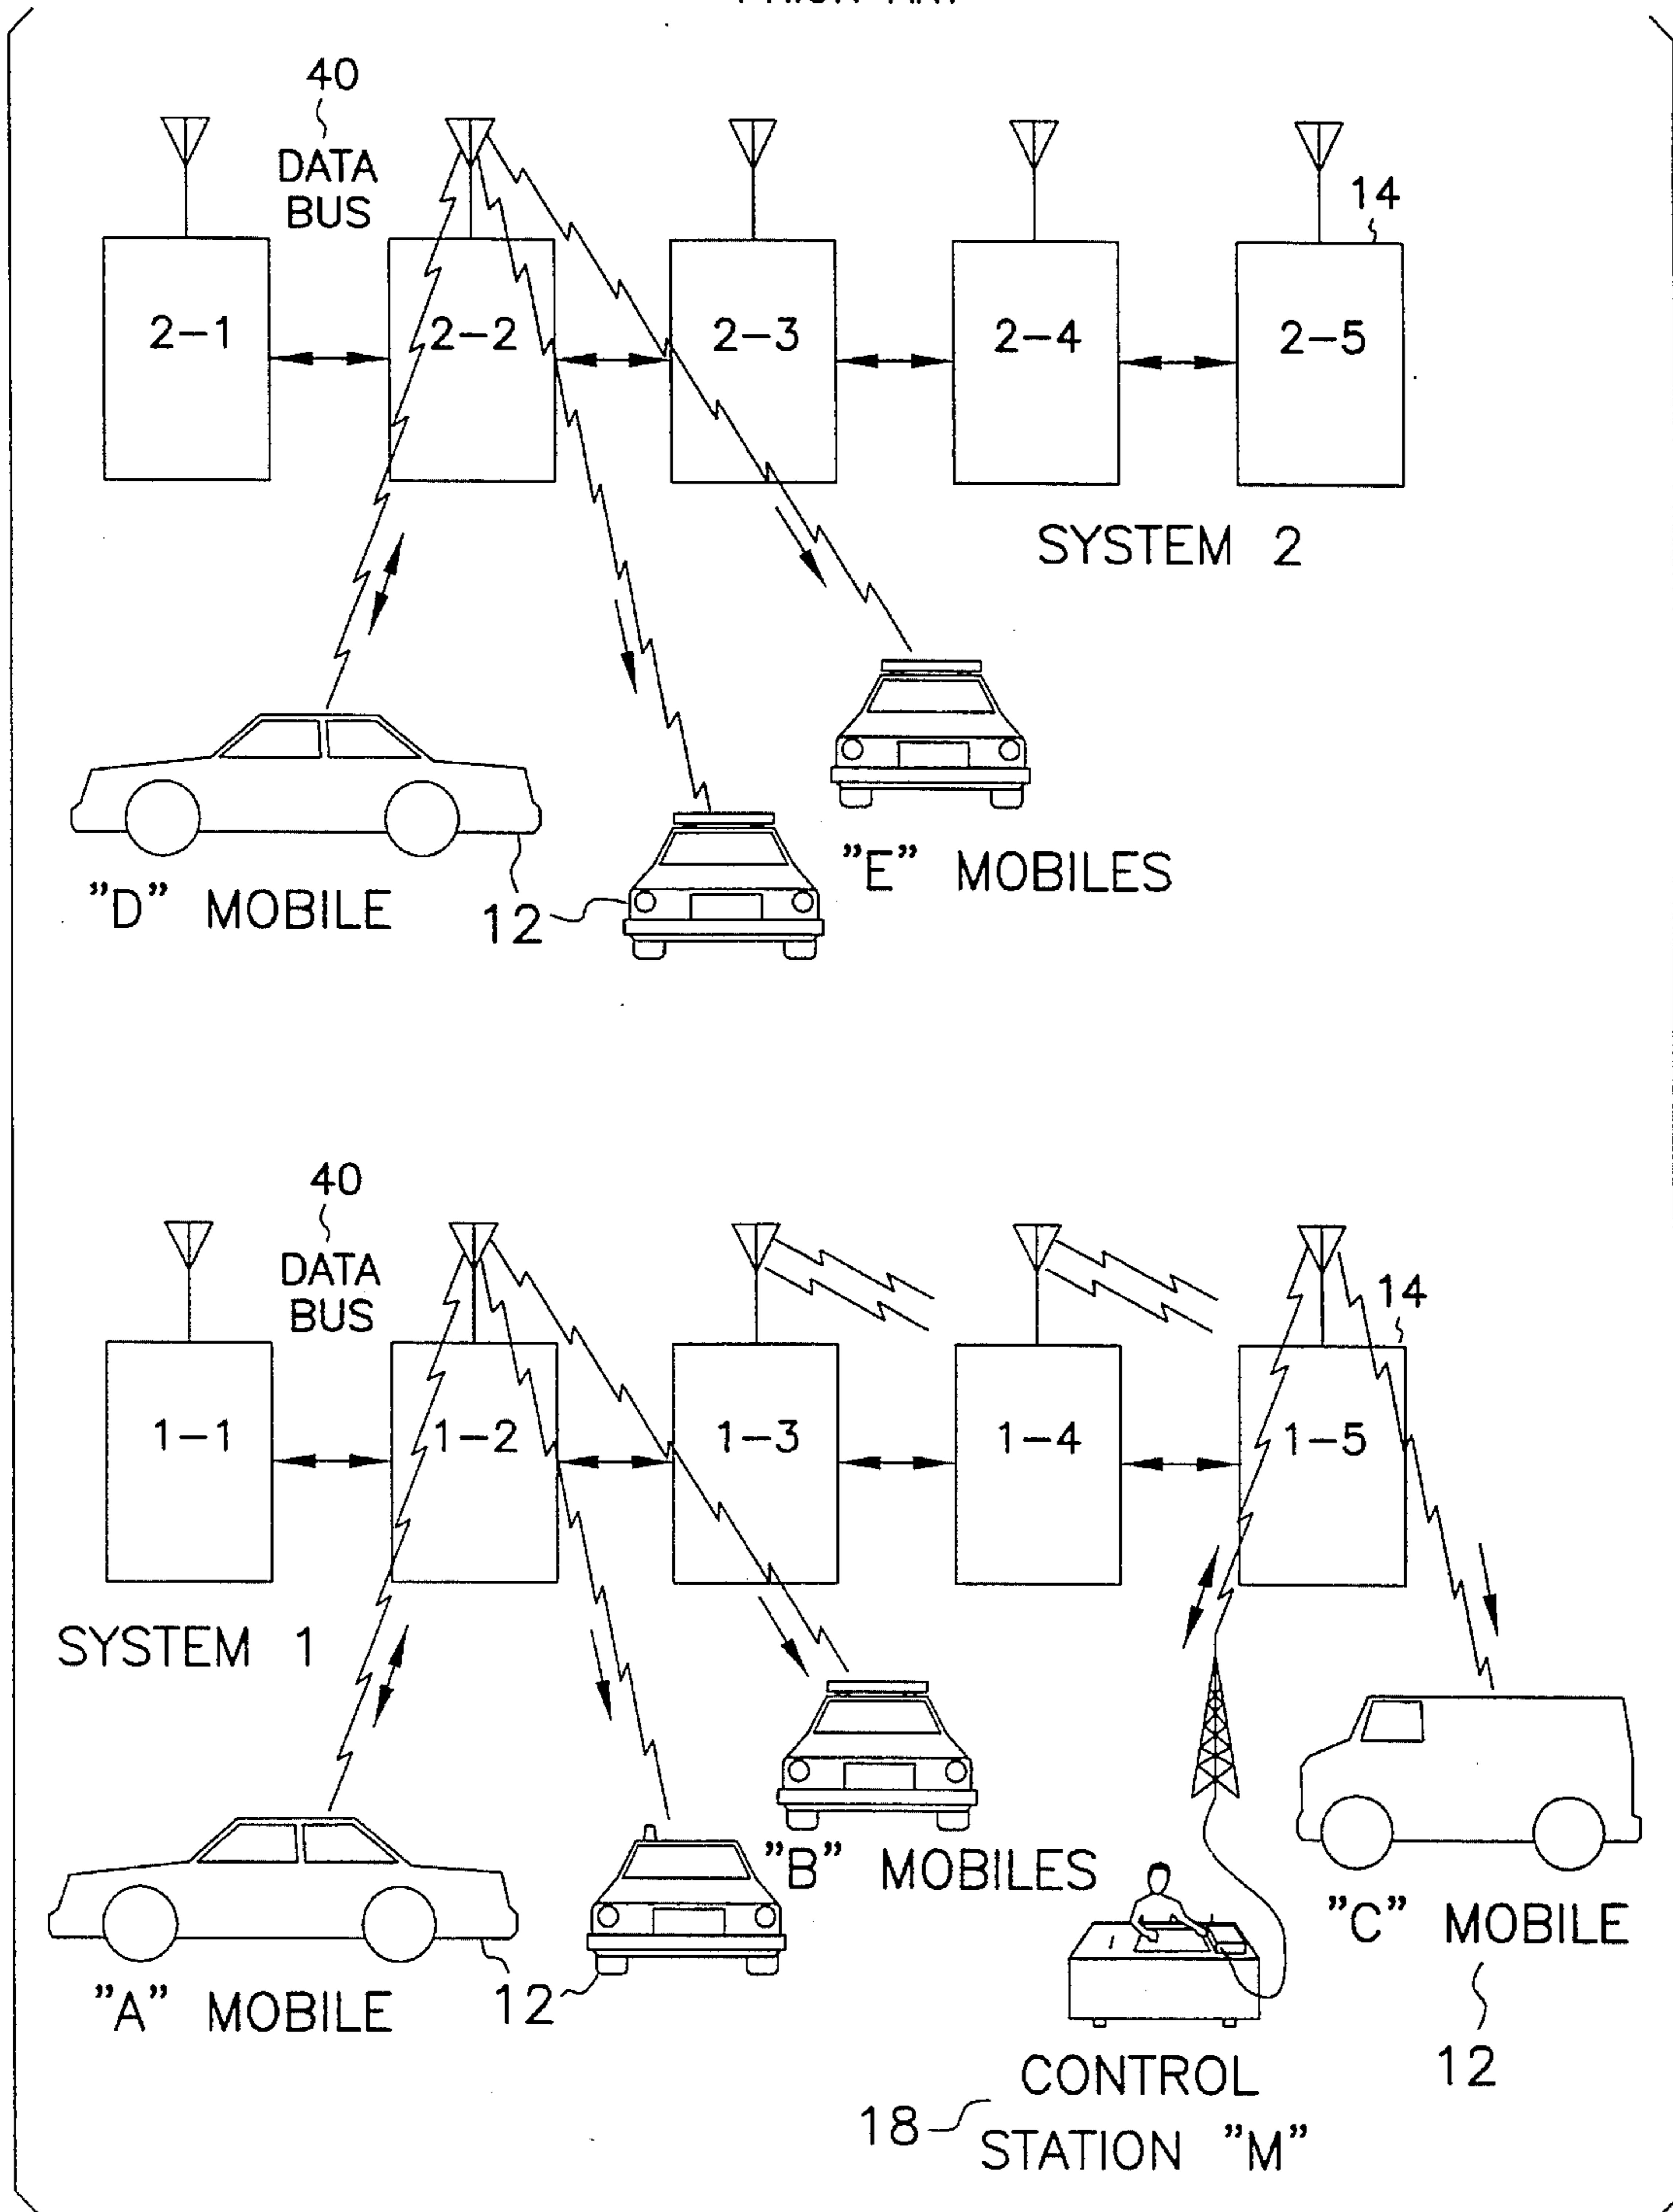 40
DATA
BUS
14
2-1
2-2
2-3
2-4
2-5
SYSTEM 2
"D" MOBILE
12
"E" MOBILES
40
DATA
BUS
14
1-1
1-2
1-3
1-4
1-5
SYSTEM 1
"A" MOBILE
12
"B" MOBILES
"C" MOBILE
12
CONTROL
STATION "M"
18